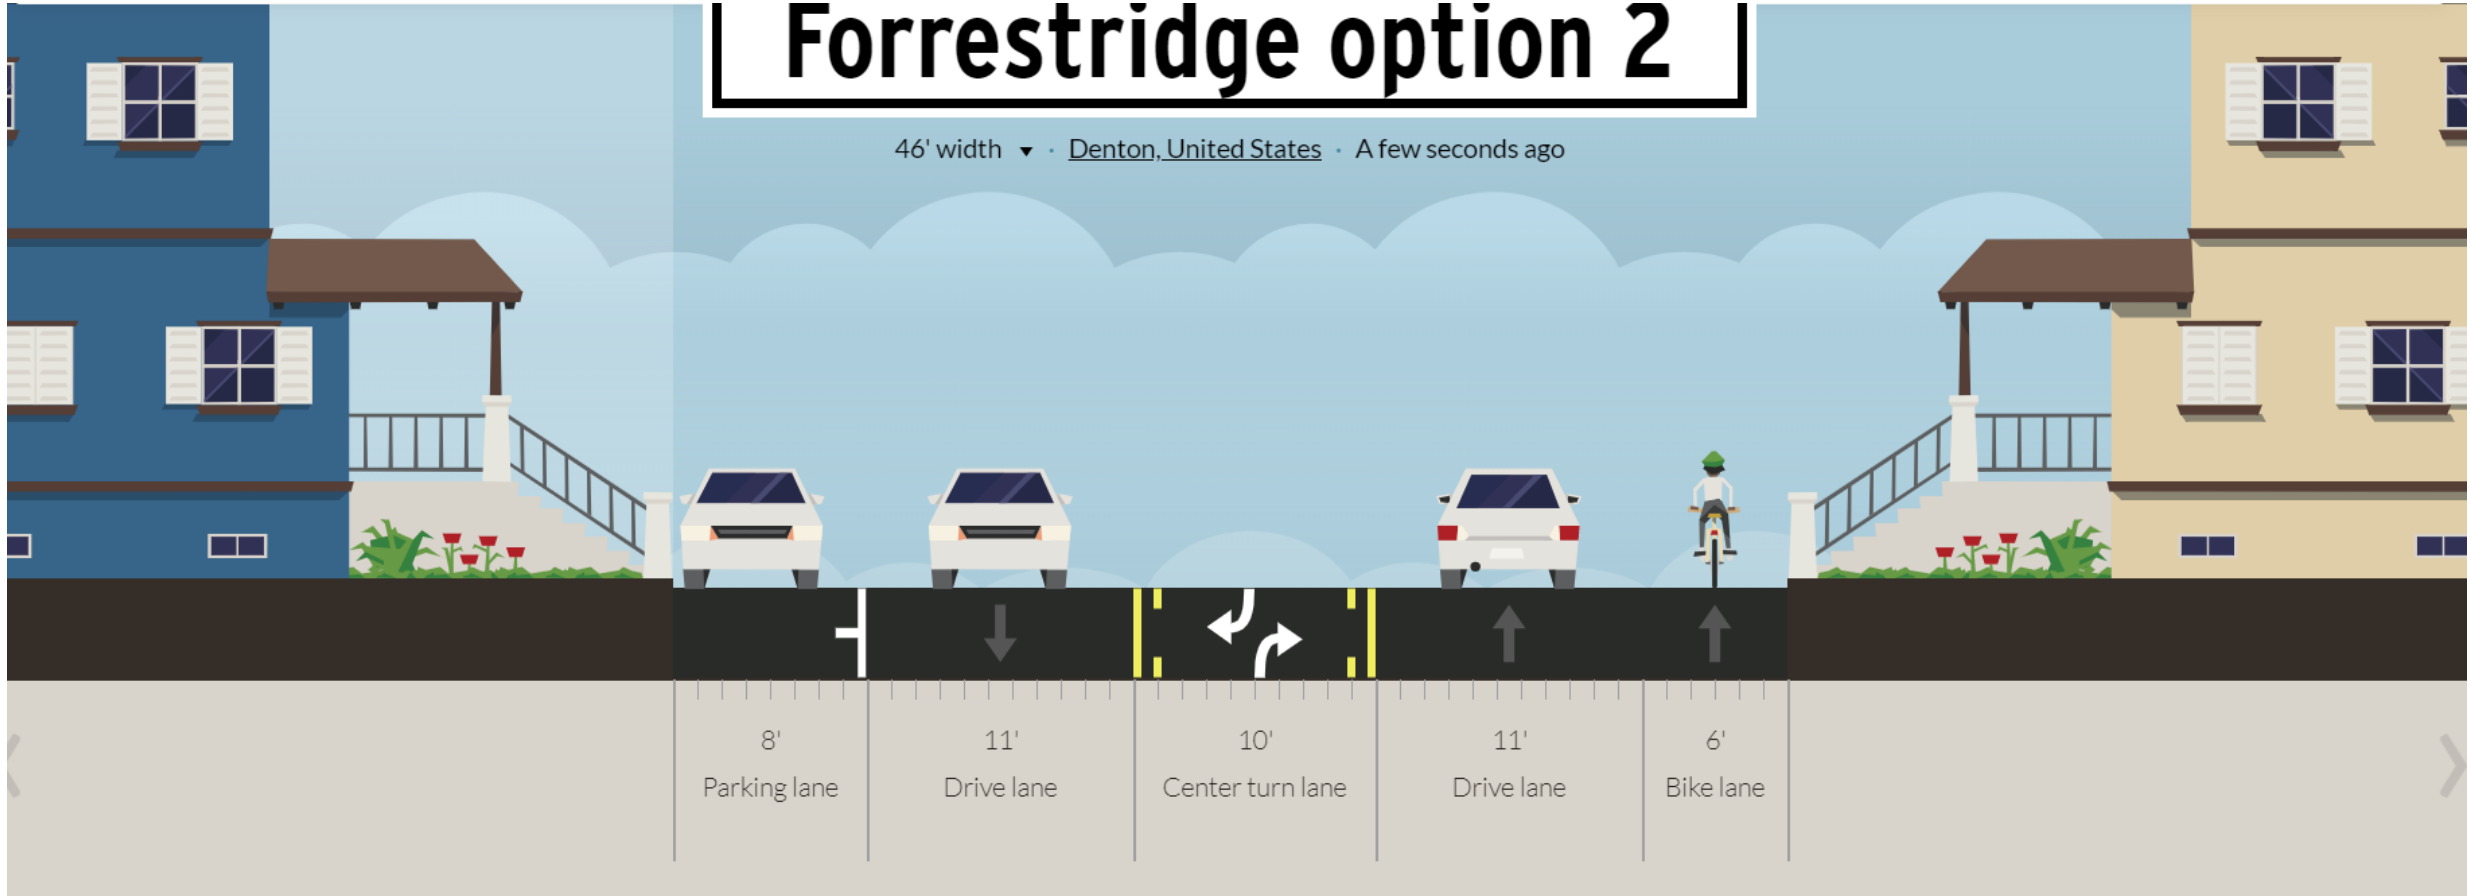 Forrestridge option 2
46' width ▾ · Denton, United States · A few seconds ago
8' 11' 10' 11' 6'
Parking lane Drive lane Center turn lane Drive lane Bike lane